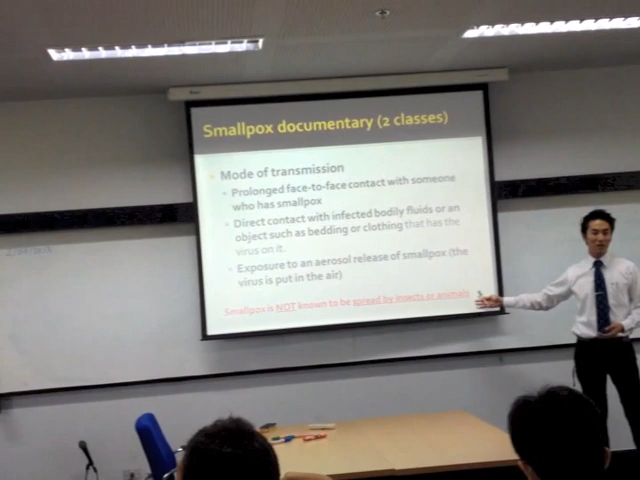 Smallpox documentary (2 classes)
Mode of transmission
Prolonged face-to-face contact with someone
who has smallpox
Direct contact with infected bodily fluids or an
object such as bedding or clothing that has the
virus on it.
Exposure to an aerosol release of smallpox (the
virus is put in the air)
Smallpox is NOT known to be spread by insects or animals